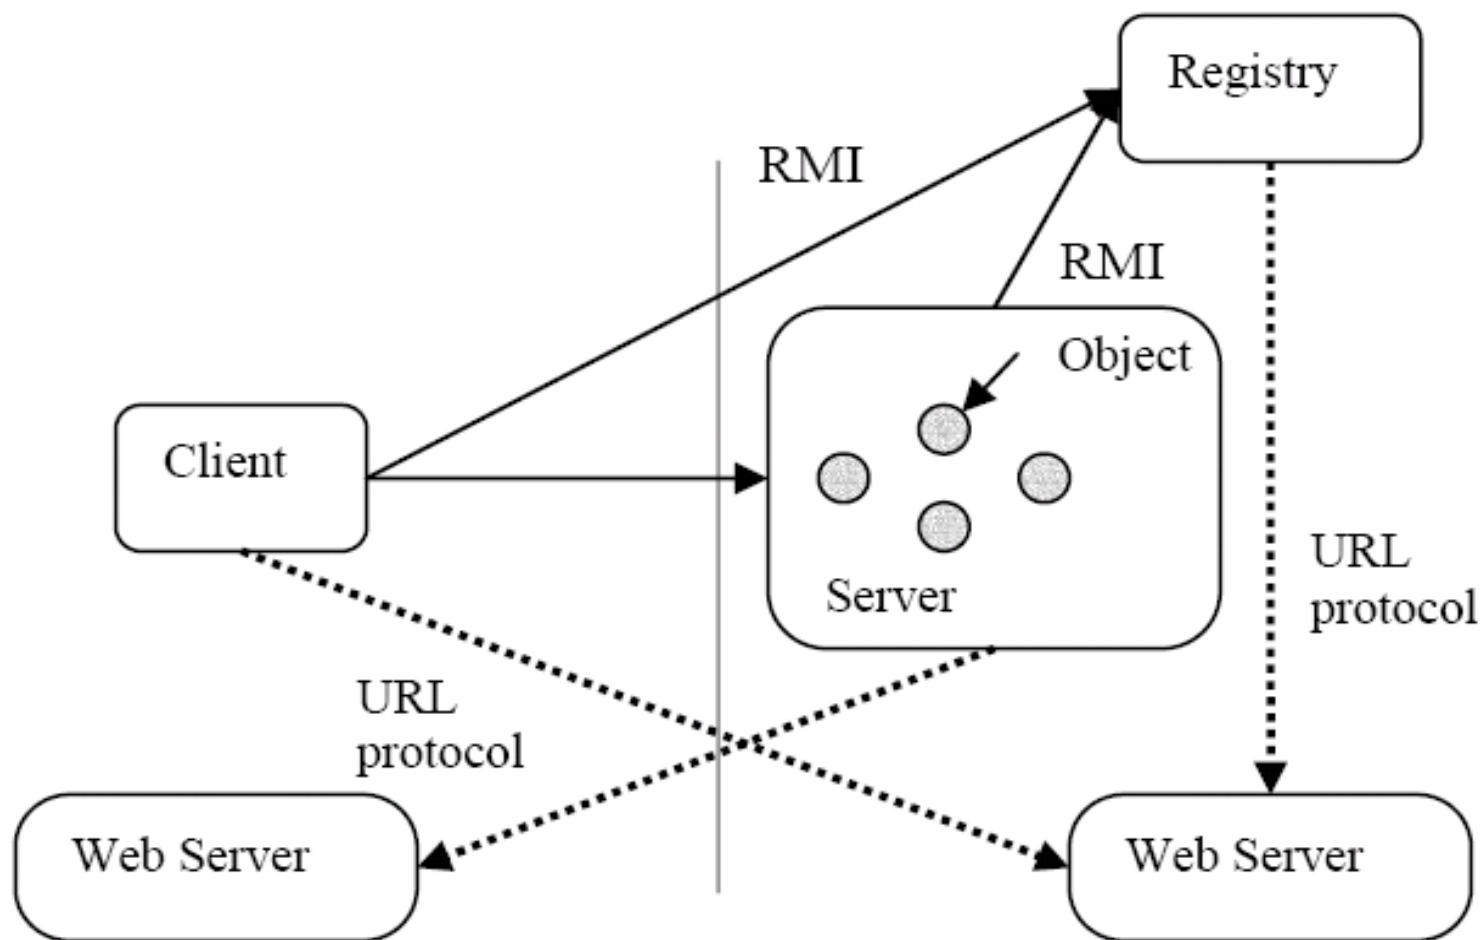 Registry
RMI
RMI
Object
Client
Server
URL
protocol
URL
protocol
Web Server
Web Server